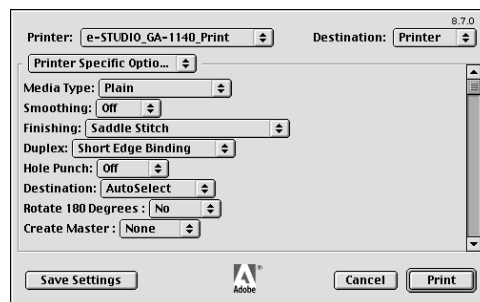 8.7.0
Printer: e-STUDIO_GA-1140_Print Destination: Printer
Printer Specific Optio...
Media Type: Plain
Smoothing: Off
Finishing: Saddle Stitch
Duplex: Short Edge Binding
Hole Punch: Off
Destination: AutoSelect
Rotate 180 Degrees : No
Create Master : None
Save Settings Adobe ® Cancel Print